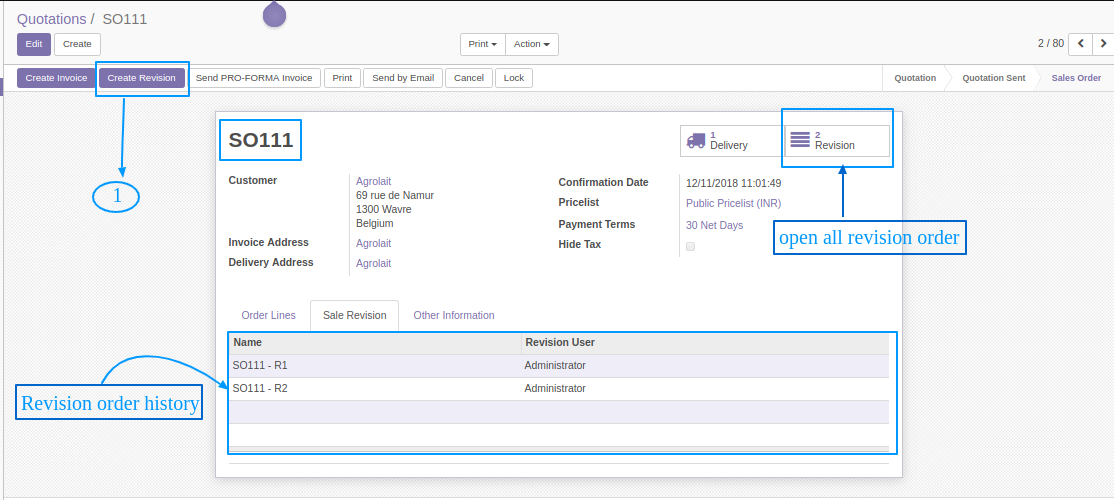 Quotations / SO111
Edit Create Print Action 2 / 80
Create Invoice Create Revision Send PRO-FORMA Invoice Print Send by Email Cancel Lock Quotation Quotation Sent Sales Order
SO111
1
Delivery
2
Revision
1
Customer Agrolait
69 rue de Namur
1300 Wavre
Belgium
Invoice Address Agrolait
Delivery Address Agrolait
Confirmation Date 12/11/2018 11:01:49
Pricelist Public Pricelist (INR)
Payment Terms 30 Net Days
Hide Tax
open all revision order
Order Lines Sale Revision Other Information
Name Revision User
SO111 - R1 Administrator
SO111 - R2 Administrator
Revision order history